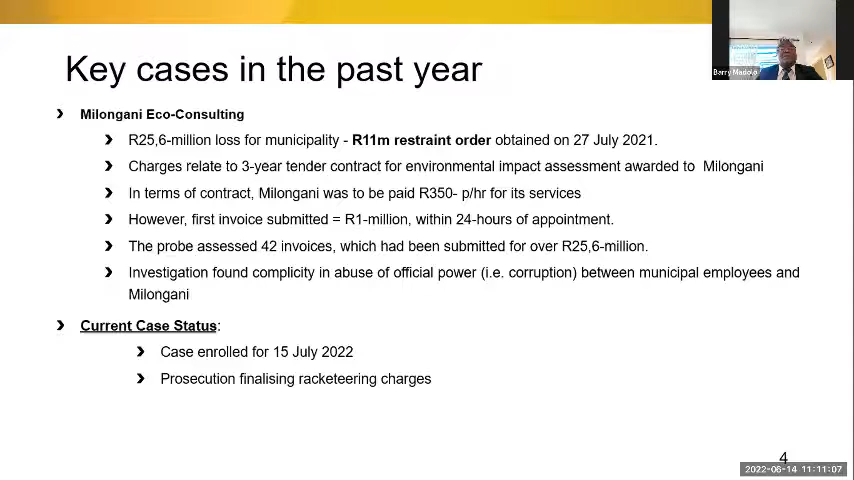 Barry Madolo
Key cases in the past year
Milongani Eco-Consulting
R25,6-million loss for municipality - R11m restraint order obtained on 27 July 2021.
Charges relate to 3-year tender contract for environmental impact assessment awarded to Milongani
In terms of contract, Milongani was to be paid R350- p/hr for its services
However, first invoice submitted = R1-million, within 24-hours of appointment.
The probe assessed 42 invoices, which had been submitted for over R25,6-million.
Investigation found complicity in abuse of official power (i.e. corruption) between municipal employees and
Milongani
Current Case Status:
Case enrolled for 15 July 2022
Prosecution finalising racketeering charges
4
2022-06-14 11:11:07